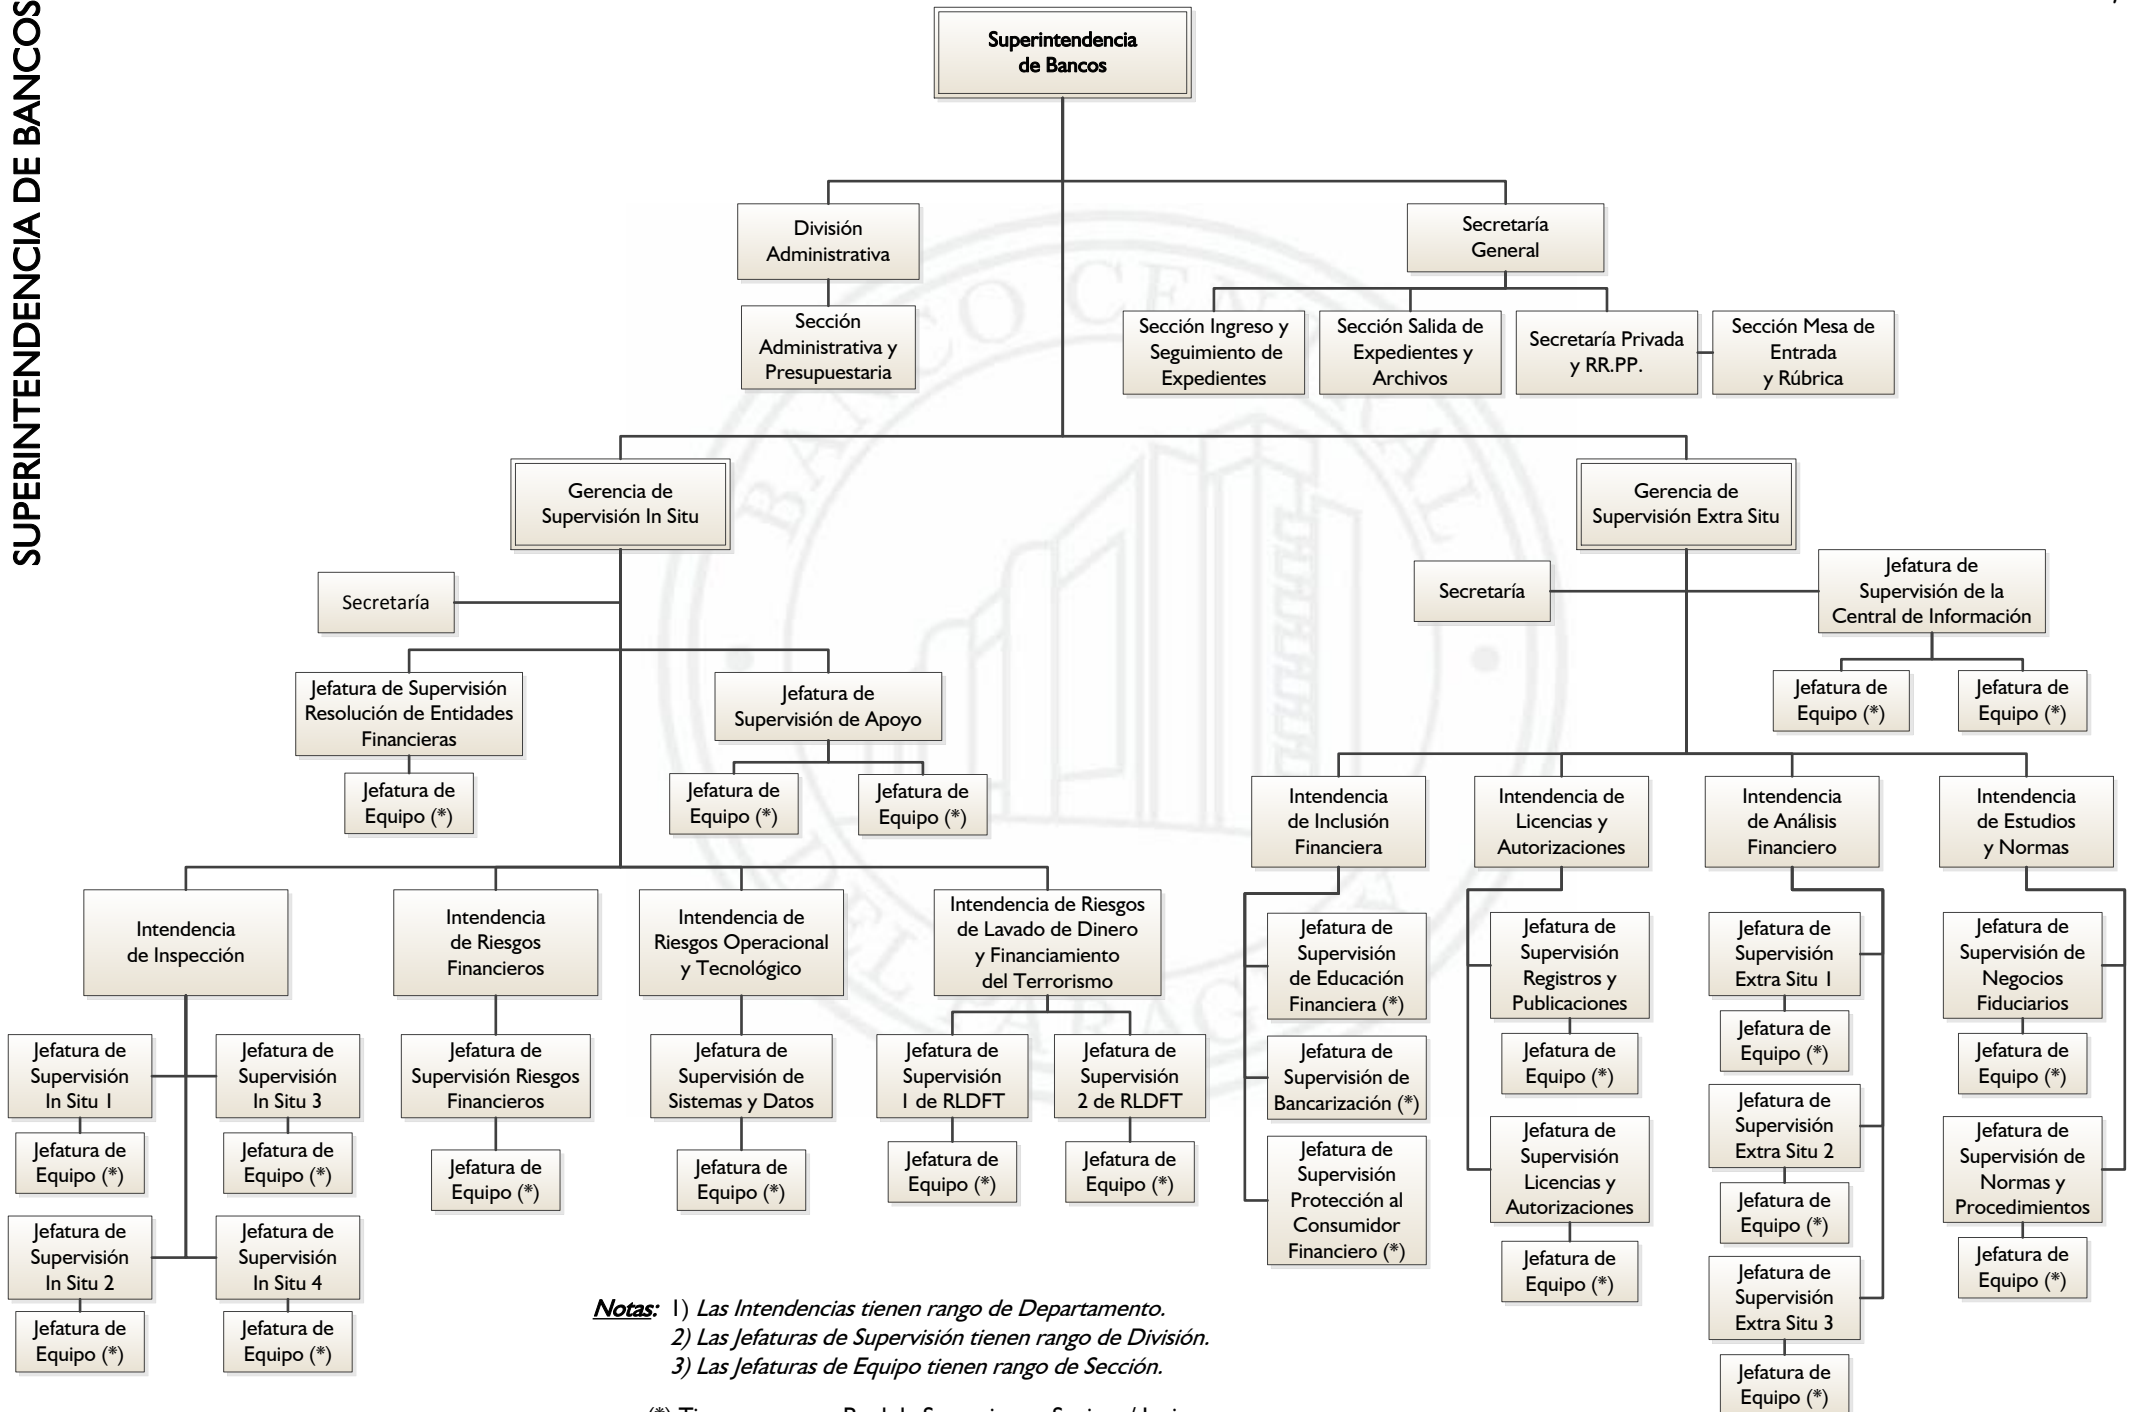 SUPERINTENDENCIA DE BANCOS
Superintendencia
de Bancos
División
Administrativa
Secretaría
General
Sección
Administrativa y
Presupuestaria
Sección Ingreso y
Seguimiento de
Expedientes
Sección Salida de
Expedientes y
Archivos
Secretaría Privada
y RR.PP.
Sección Mesa de
Entrada
y Rúbrica
Gerencia de
Supervisión In Situ
Gerencia de
Supervisión Extra Situ
Secretaría
Secretaría
Jefatura de
Supervisión de la
Central de Información
Jefatura de
Equipo (*)
Jefatura de
Equipo (*)
Jefatura de Supervisión
Resolución de Entidades
Financieras
Jefatura de
Supervisión de Apoyo
Jefatura de
Equipo (*)
Jefatura de
Equipo (*)
Jefatura de
Equipo (*)
Intendencia
de Inclusión
Financiera
Intendencia de
Licencias y
Autorizaciones
Intendencia
de Análisis
Financiero
Intendencia
de Estudios
y Normas
Intendencia
de Inspección
Intendencia
de Riesgos
Financieros
Intendencia de
Riesgos Operacional
y Tecnológico
Intendencia de Riesgos
de Lavado de Dinero
y Financiamiento
del Terrorismo
Jefatura de
Supervisión
In Situ 1
Jefatura de
Equipo (*)
Jefatura de
Supervisión
In Situ 3
Jefatura de
Equipo (*)
Jefatura de
Supervisión
In Situ 2
Jefatura de
Equipo (*)
Jefatura de
Supervisión
In Situ 4
Jefatura de
Equipo (*)
Jefatura de
Supervisión Riesgos
Financieros
Jefatura de
Equipo (*)
Jefatura de
Supervisión de
Sistemas y Datos
Jefatura de
Equipo (*)
Jefatura de
Supervisión
1 de RLDFT
Jefatura de
Equipo (*)
Jefatura de
Supervisión
2 de RLDFT
Jefatura de
Equipo (*)
Jefatura de
Supervisión
de Educación
Financiera (*)
Jefatura de
Supervisión de
Bancarización (*)
Jefatura de
Supervisión
Protección al
Consumidor
Financiero (*)
Jefatura de
Supervisión
Registros y
Publicaciones
Jefatura de
Equipo (*)
Jefatura de
Supervisión
Licencias y
Autorizaciones
Jefatura de
Equipo (*)
Jefatura de
Supervisión
Extra Situ 1
Jefatura de
Equipo (*)
Jefatura de
Supervisión
Extra Situ 2
Jefatura de
Equipo (*)
Jefatura de
Supervisión
Extra Situ 3
Jefatura de
Equipo (*)
Jefatura de
Supervisión de
Negocios
Fiduciarios
Jefatura de
Equipo (*)
Jefatura de
Supervisión de
Normas y
Procedimientos
Jefatura de
Equipo (*)
Notas: 1) Las Intendencias tienen rango de Departamento.
2) Las Jefaturas de Supervisión tienen rango de División.
3) Las Jefaturas de Equipo tienen rango de Sección.
BANCO CENTRAL
DEL PARAGUAY